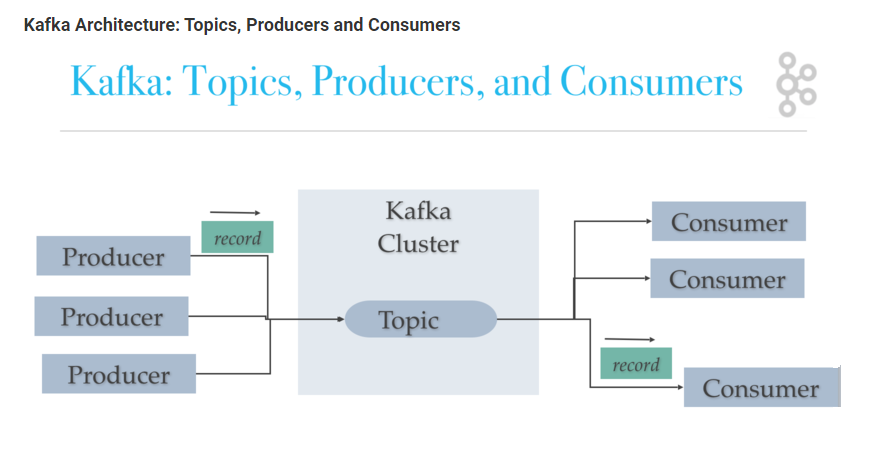 Kafka Architecture: Topics, Producers and Consumers
Kafka: Topics, Producers, and Consumers
Kafka
Cluster
record
Producer
Producer
Producer
Topic
Consumer
Consumer
record
Consumer